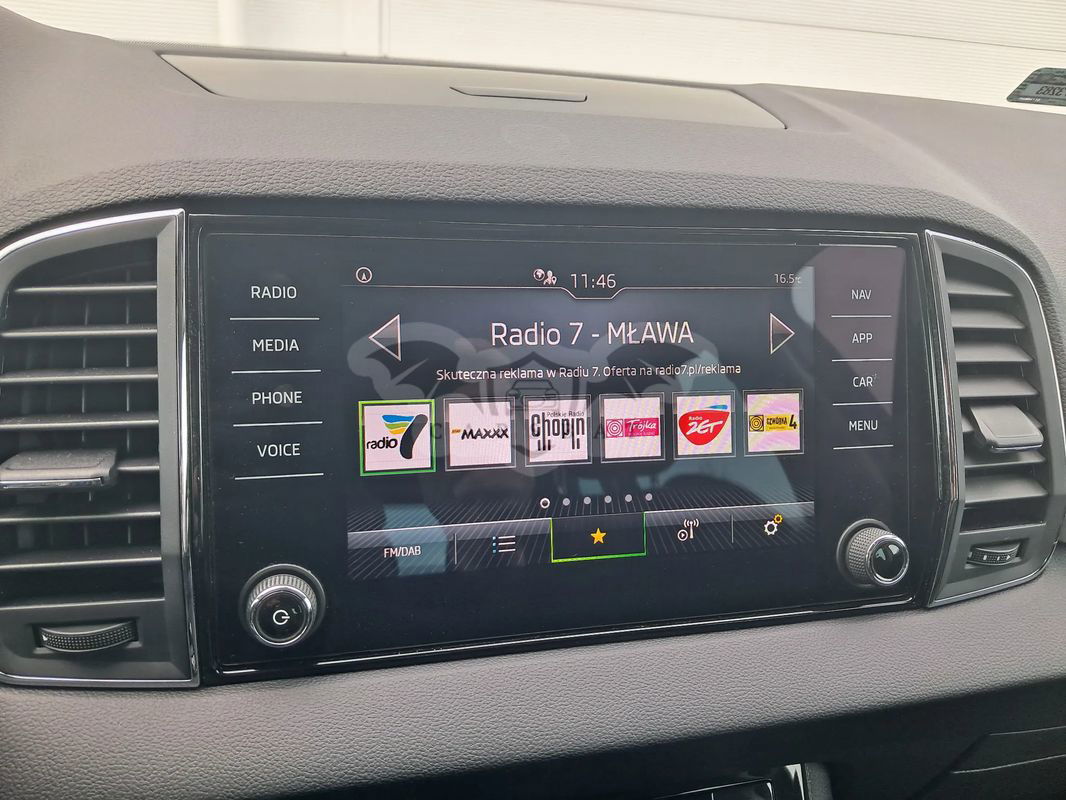 RADIO
MEDIA
PHONE
VOICE
11:46
16.5°C
Radio 7 - MŁAWA
Skuteczna reklama w Radiu 7. Oferta na radio7.pl/reklama
radio 7
MAXXX
Polskie Radio
Chopin
Trójka
Radio
ZET
4
FM/DAB
NAV
APP
CAR
MENU